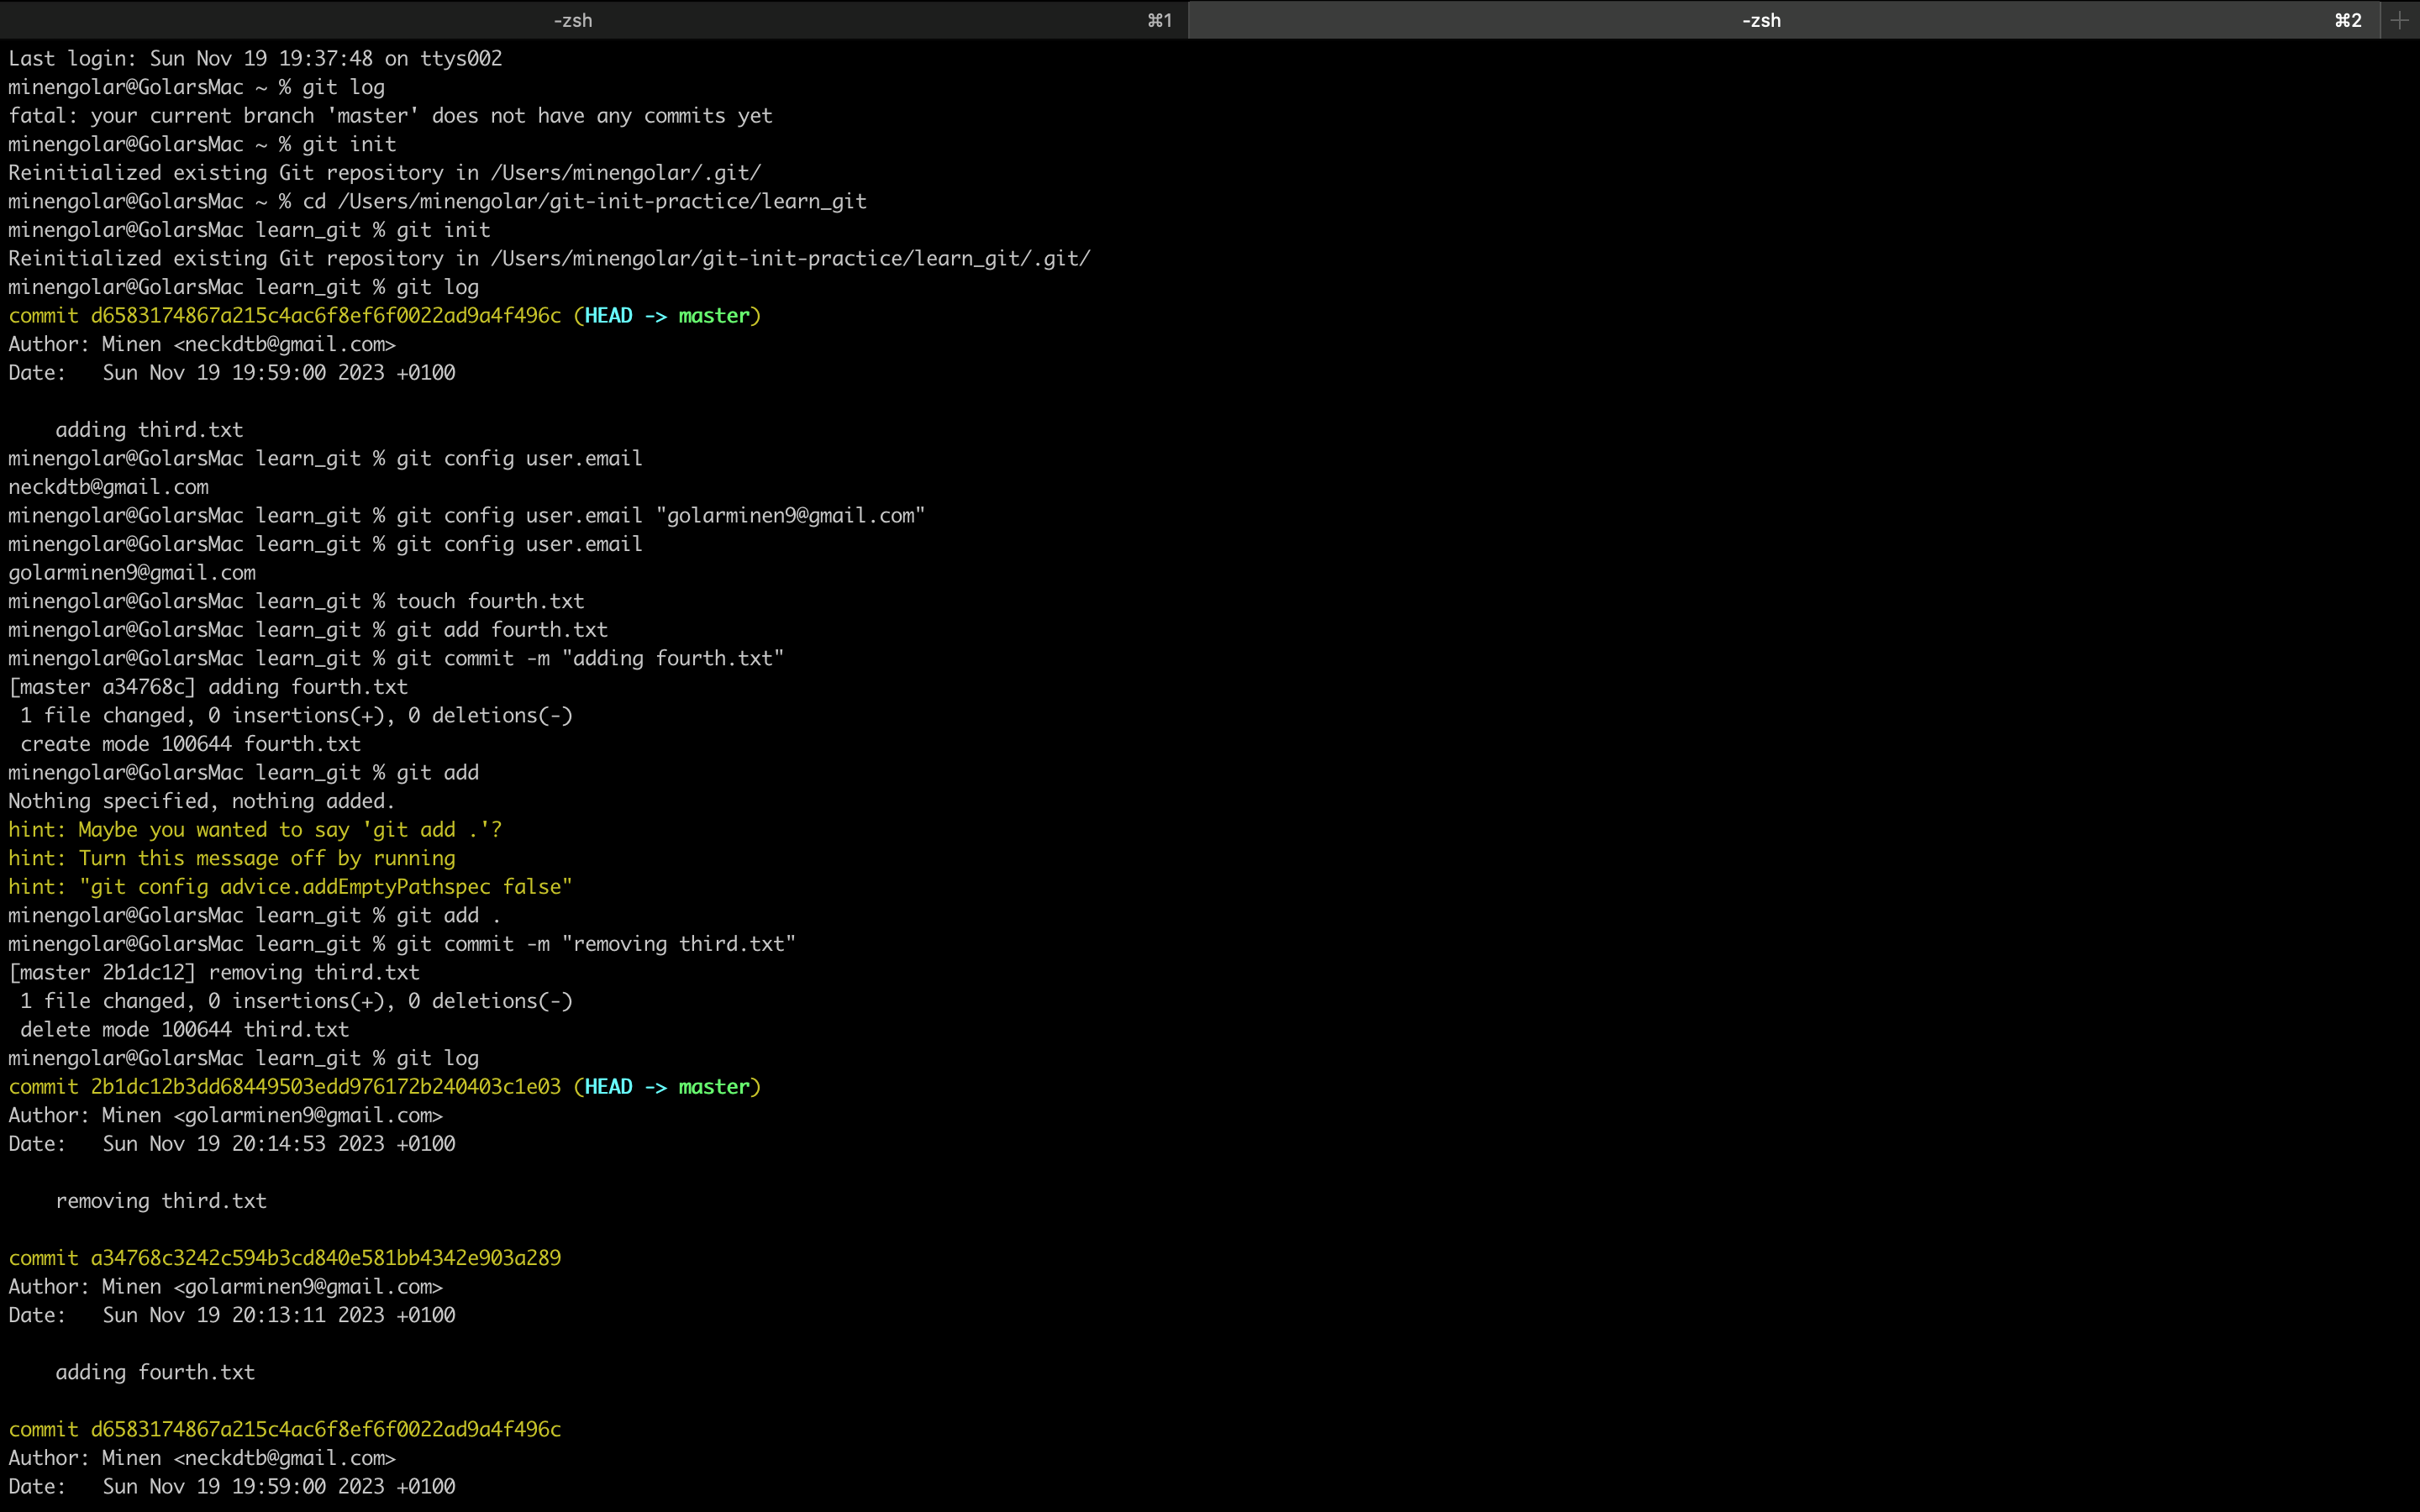 -zsh ⌘1 -zsh ⌘2 +
Last login: Sun Nov 19 19:37:48 on ttys002
minengolar@GolarsMac ~ % git log
fatal: your current branch 'master' does not have any commits yet
minengolar@GolarsMac ~ % git init
Reinitialized existing Git repository in /Users/minengolar/.git/
minengolar@GolarsMac ~ % cd /Users/minengolar/git-init-practice/learn_git
minengolar@GolarsMac learn_git % git init
Reinitialized existing Git repository in /Users/minengolar/git-init-practice/learn_git/.git/
minengolar@GolarsMac learn_git % git log
commit d6583174867a215c4ac6f8ef6f0022ad9a4f496c (HEAD -> master)
Author: Minen <neckdtb@gmail.com>
Date:   Sun Nov 19 19:59:00 2023 +0100

    adding third.txt
minengolar@GolarsMac learn_git % git config user.email
neckdtb@gmail.com
minengolar@GolarsMac learn_git % git config user.email "golarminen9@gmail.com"
minengolar@GolarsMac learn_git % git config user.email
golarminen9@gmail.com
minengolar@GolarsMac learn_git % touch fourth.txt
minengolar@GolarsMac learn_git % git add fourth.txt
minengolar@GolarsMac learn_git % git commit -m "adding fourth.txt"
[master a34768c] adding fourth.txt
 1 file changed, 0 insertions(+), 0 deletions(-)
 create mode 100644 fourth.txt
minengolar@GolarsMac learn_git % git add
Nothing specified, nothing added.
hint: Maybe you wanted to say 'git add .'?
hint: Turn this message off by running
hint: "git config advice.addEmptyPathspec false"
minengolar@GolarsMac learn_git % git add .
minengolar@GolarsMac learn_git % git commit -m "removing third.txt"
[master 2b1dc12] removing third.txt
 1 file changed, 0 insertions(+), 0 deletions(-)
 delete mode 100644 third.txt
minengolar@GolarsMac learn_git % git log
commit 2b1dc12b3dd68449503edd976172b240403c1e03 (HEAD -> master)
Author: Minen <golarminen9@gmail.com>
Date:   Sun Nov 19 20:14:53 2023 +0100

    removing third.txt

commit a34768c3242c594b3cd840e581bb4342e903a289
Author: Minen <golarminen9@gmail.com>
Date:   Sun Nov 19 20:13:11 2023 +0100

    adding fourth.txt

commit d6583174867a215c4ac6f8ef6f0022ad9a4f496c
Author: Minen <neckdtb@gmail.com>
Date:   Sun Nov 19 19:59:00 2023 +0100